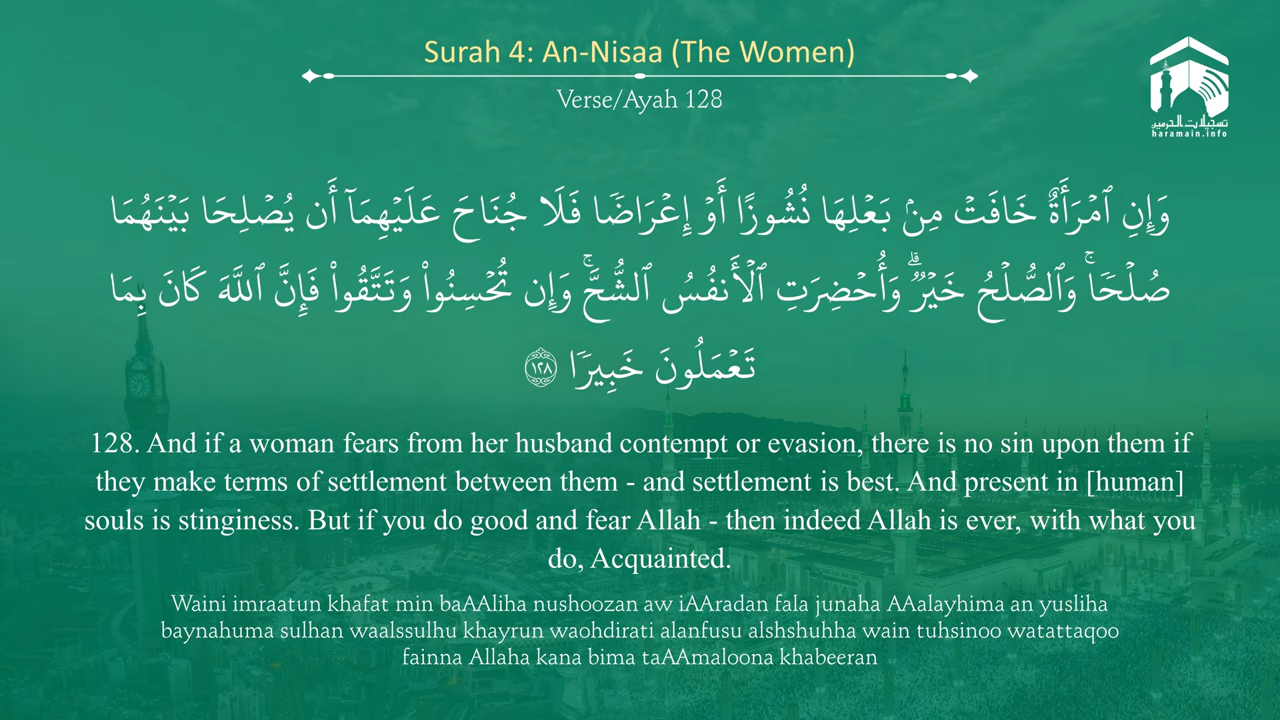 Surah 4: An-Nisaa (The Women)
Verse/Ayah 128
تسجيلات الحرمين
haramain.info
وَإِنِ ٱمۡرَأَةٌ خَافَتۡ مِنۢ بَعۡلِهَا نُشُوزًا أَوۡ إِعۡرَاضٗا فَلَا جُنَاحَ عَلَيۡهِمَآ أَن يُصۡلِحَا بَيۡنَهُمَا
صُلۡحٗاۚ وَٱلصُّلۡحُ خَيۡرٞۗ وَأُحۡضِرَتِ ٱلۡأَنفُسُ ٱلشُّحَّۚ وَإِن تُحۡسِنُواْ وَتَتَّقُواْ فَإِنَّ ٱللَّهَ كَانَ بِمَا
تَعۡمَلُونَ خَبِيرٗا ١٢٨
128. And if a woman fears from her husband contempt or evasion, there is no sin upon them if
they make terms of settlement between them - and settlement is best. And present in [human]
souls is stinginess. But if you do good and fear Allah - then indeed Allah is ever, with what you
do, Acquainted.
Waini imraatun khafat min baAAliha nushoozan aw iAAradan fala junaha AAalayhima an yusliha
baynahuma sulhan waalssulhu khayrun waohdirati alanfusu alshshuhha wain tuhsinoo watattaqoo
fainna Allaha kana bima taAAmaloona khabeeran